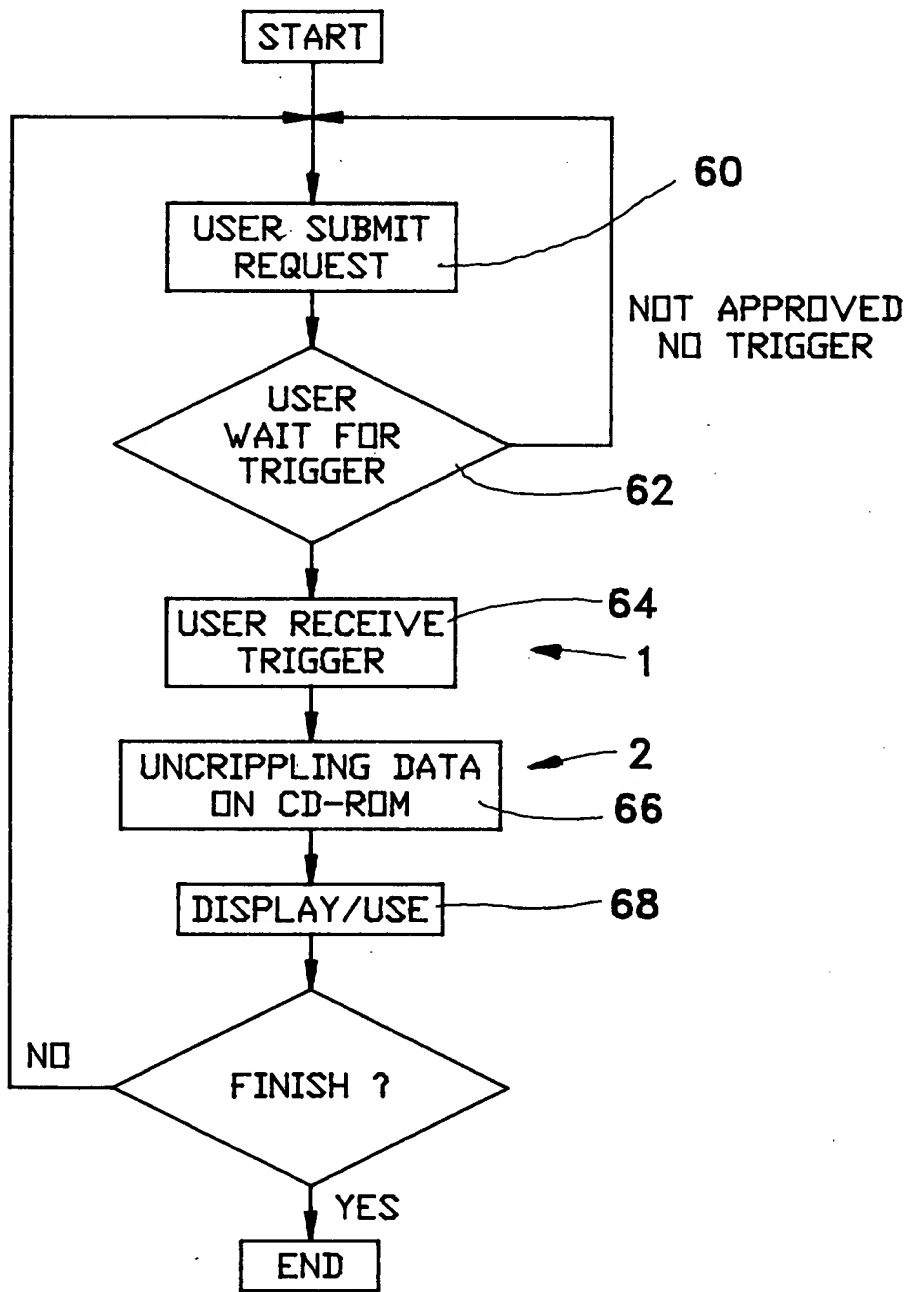 START
60
USER SUBMIT
REQUEST
NOT APPROVED
NO TRIGGER
USER
WAIT FOR
TRIGGER
62
64
USER RECEIVE
TRIGGER
1
2
UNCRIPPLING DATA
ON CD-ROM
66
DISPLAY/USE
68
NO
FINISH ?
YES
END